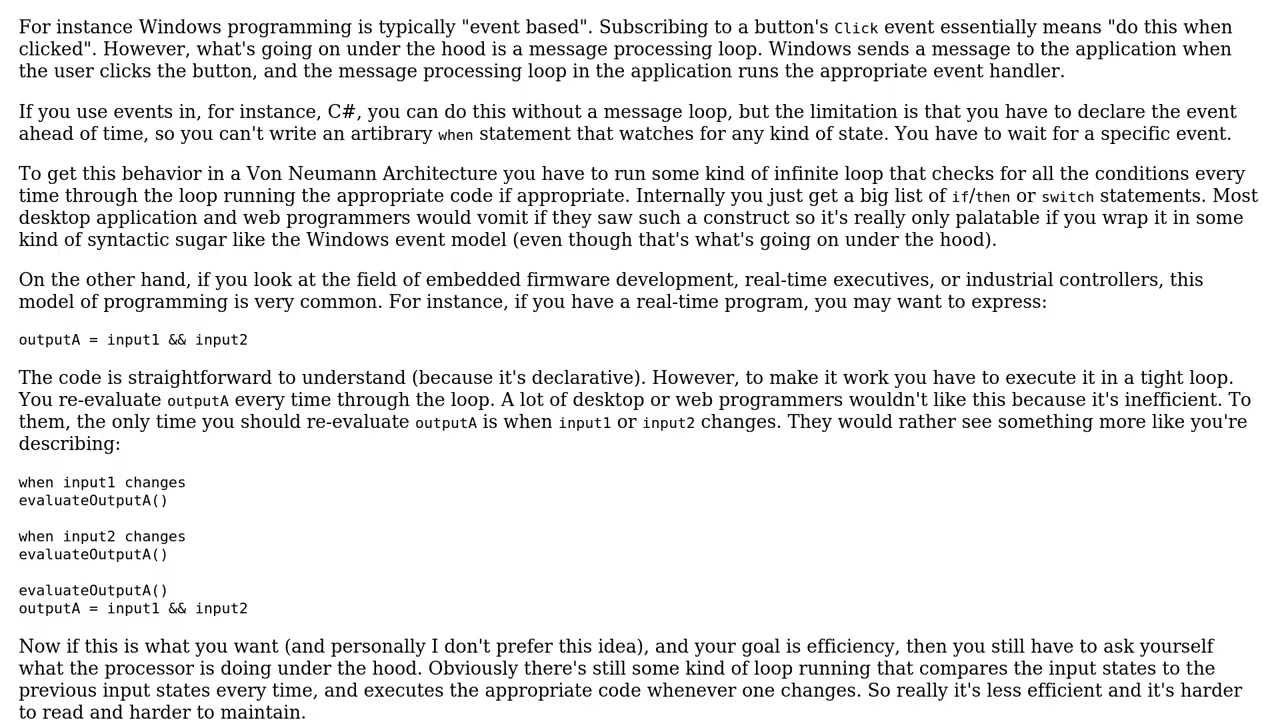 For instance Windows programming is typically "event based". Subscribing to a button's Click event essentially means "do this when
clicked". However, what's going on under the hood is a message processing loop. Windows sends a message to the application when
the user clicks the button, and the message processing loop in the application runs the appropriate event handler.
If you use events in, for instance, C#, you can do this without a message loop, but the limitation is that you have to declare the event
ahead of time, so you can't write an artibrary when statement that watches for any kind of state. You have to wait for a specific event.
To get this behavior in a Von Neumann Architecture you have to run some kind of infinite loop that checks for all the conditions every
time through the loop running the appropriate code if appropriate. Internally you just get a big list of if/then or switch statements. Most
desktop application and web programmers would vomit if they saw such a construct so it's really only palatable if you wrap it in some
kind of syntactic sugar like the Windows event model (even though that's what's going on under the hood).
On the other hand, if you look at the field of embedded firmware development, real-time executives, or industrial controllers, this
model of programming is very common. For instance, if you have a real-time program, you may want to express:
outputA = input1 && input2
The code is straightforward to understand (because it's declarative). However, to make it work you have to execute it in a tight loop.
You re-evaluate outputA every time through the loop. A lot of desktop or web programmers wouldn't like this because it's inefficient. To
them, the only time you should re-evaluate outputA is when input1 or input2 changes. They would rather see something more like you're
describing:
when input1 changes
evaluateOutputA()
when input2 changes
evaluateOutputA()
evaluateOutputA()
outputA = input1 && input2
Now if this is what you want (and personally I don't prefer this idea), and your goal is efficiency, then you still have to ask yourself
what the processor is doing under the hood. Obviously there's still some kind of loop running that compares the input states to the
previous input states every time, and executes the appropriate code whenever one changes. So really it's less efficient and it's harder
to read and harder to maintain.